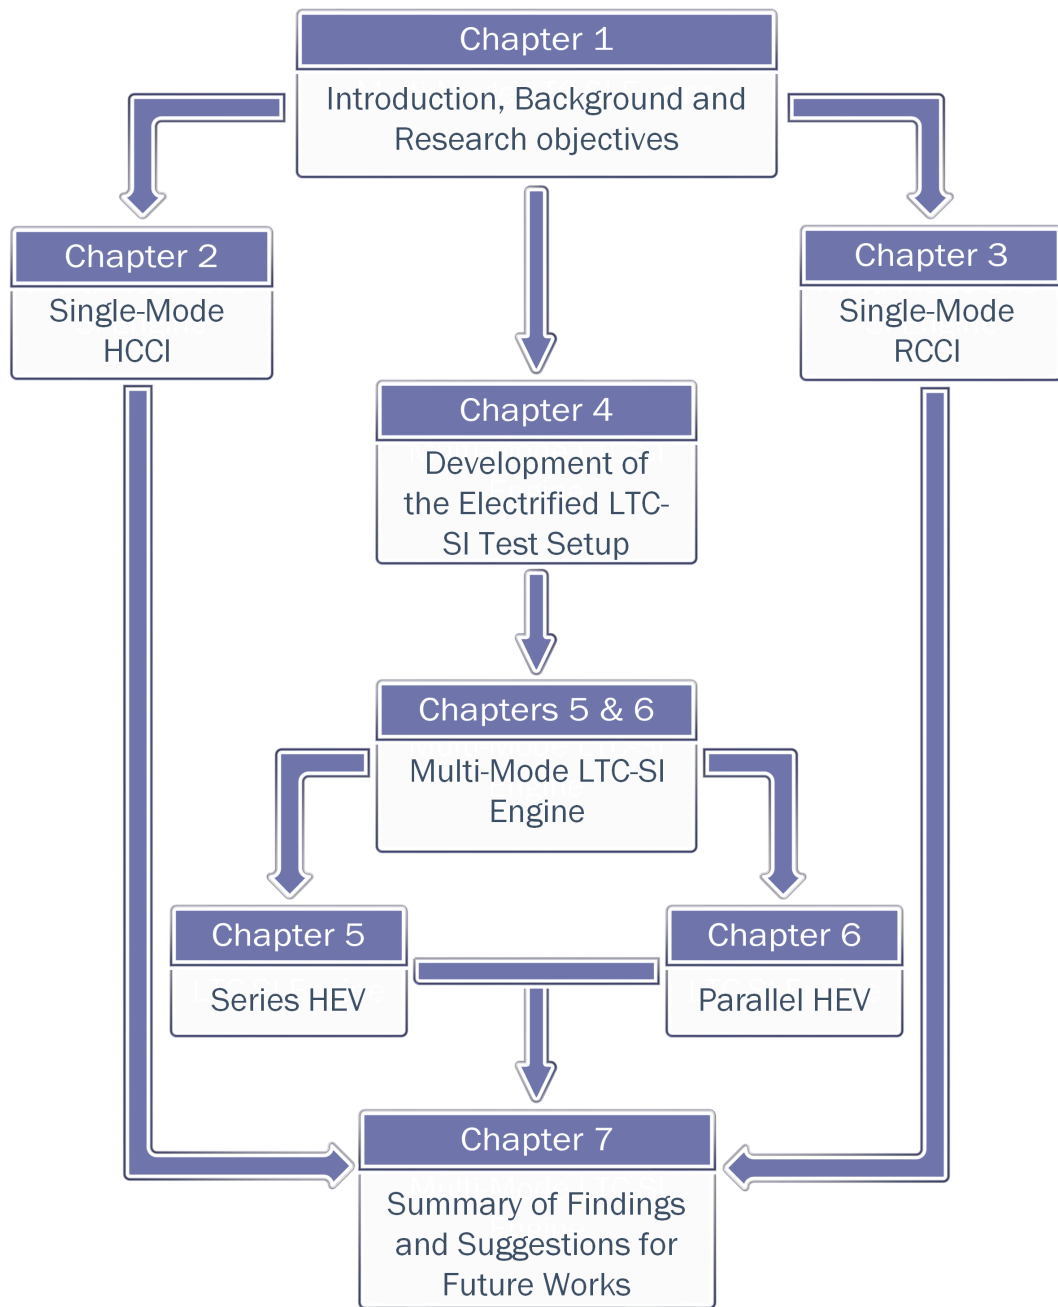 Chapter 1
Introduction, Background and
Research objectives
Chapter 2
Single-Mode
HCCI
Chapter 3
Single-Mode
RCCI
Chapter 4
Development of
the Electrified LTC-
SI Test Setup
Chapters 5 & 6
Multi-Mode LTC-SI
Engine
Chapter 5
Series HEV
Chapter 6
Parallel HEV
Chapter 7
Summary of Findings
and Suggestions for
Future Works